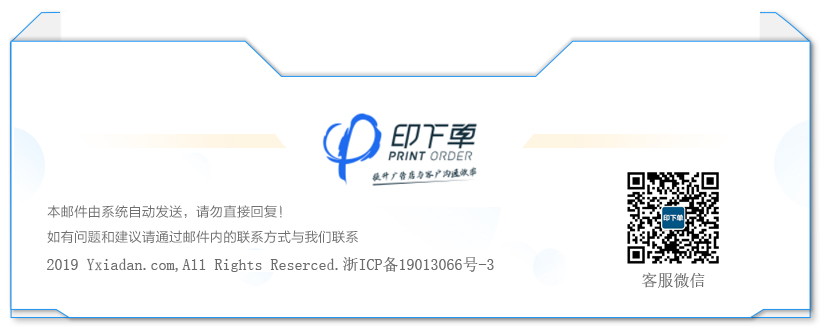 印下单
PRINT ORDER
提升广告店与客户沟通效率
印下单
本邮件由系统自动发送，请勿直接回复！
如有问题和建议请通过邮件内的联系方式与我们联系
2019 Yxiadan.com,All Rights Reserced.浙ICP备19013066号-3
客服微信